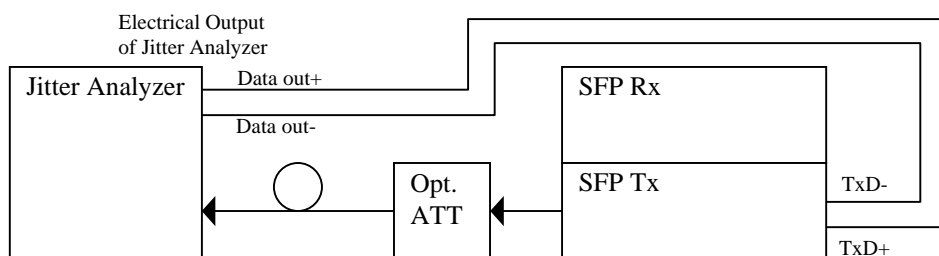 Electrical Output
of Jitter Analyzer
Jitter Analyzer
Data out+
Data out-
SFP Rx
SFP Tx
Opt.
ATT
TxD-
TxD+